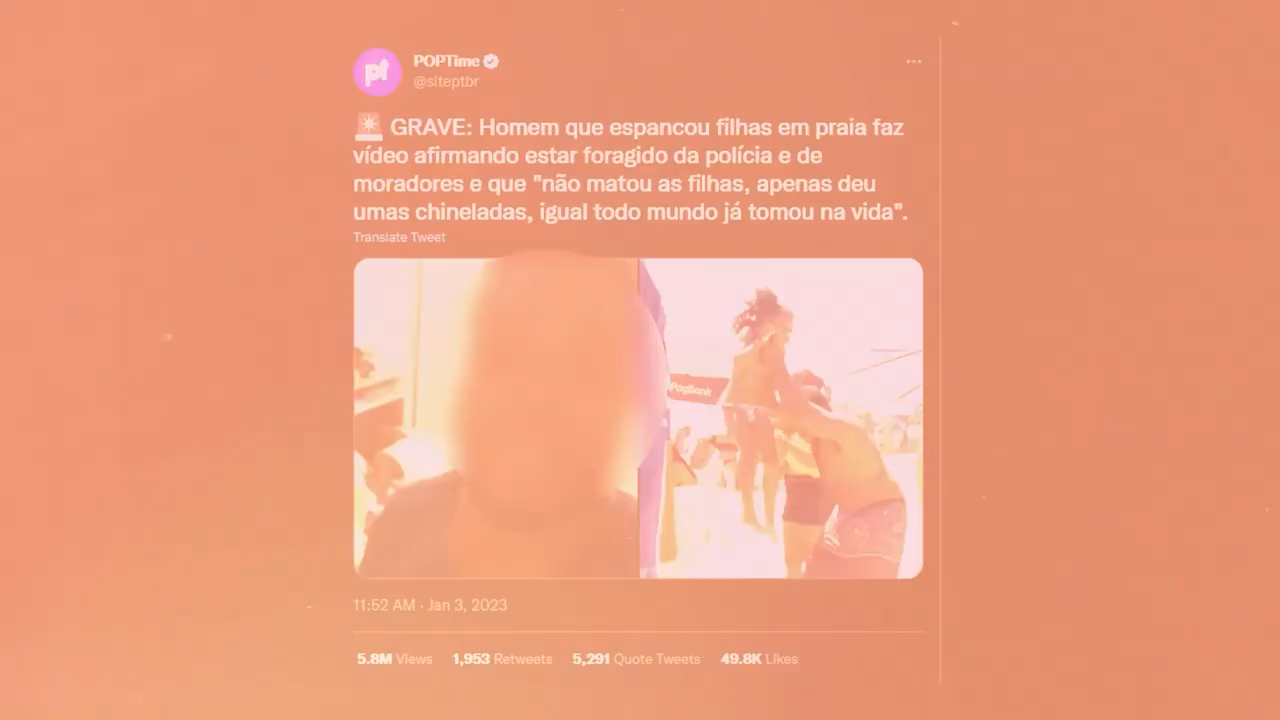 POPTime
@siteptbr
GRAVE: Homem que espancou filhas em praia faz
vídeo afirmando estar foragido da polícia e de
moradores e que "não matou as filhas, apenas deu
umas chineladas, igual todo mundo já tomou na vida".
Translate Tweet
PagBank
11:52 AM · Jan 3, 2023
5.8M Views 1,953 Retweets 5,291 Quote Tweets 49.8K Likes